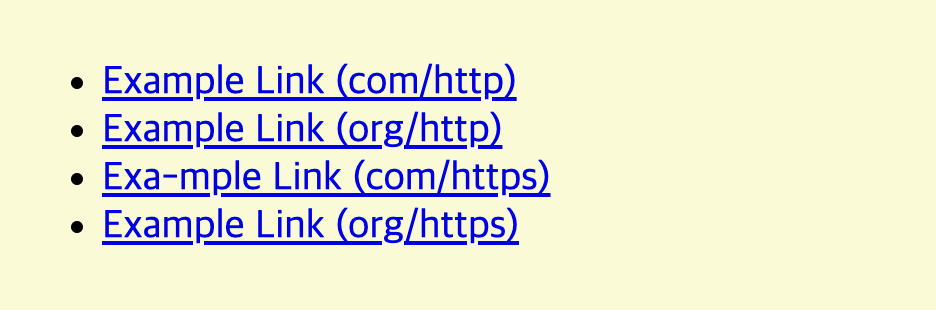 Example Link (com/http)
Example Link (org/http)
Exa-mple Link (com/https)
Example Link (org/https)